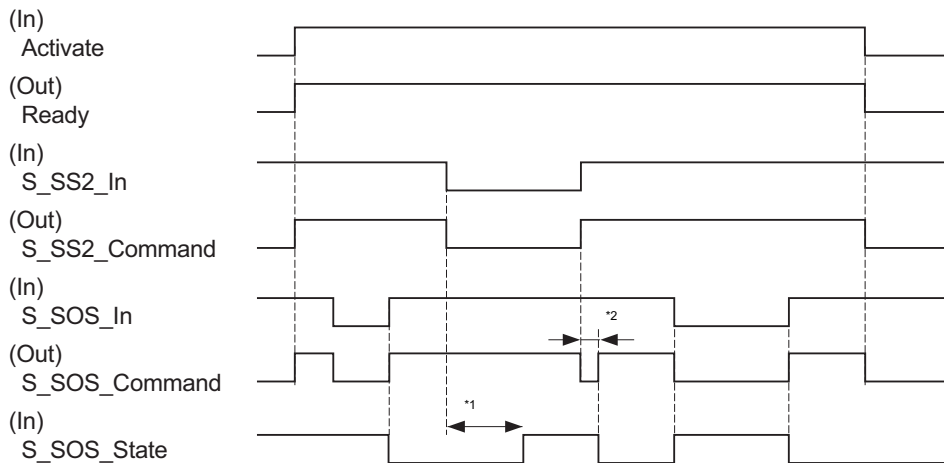 (In)
Activate
(Out)
Ready
(In)
S_SS2_In
(Out)
S_SS2_Command
(In)
S_SOS_In
*2
(Out)
S_SOS_Command
*1
(In)
S_SOS_State